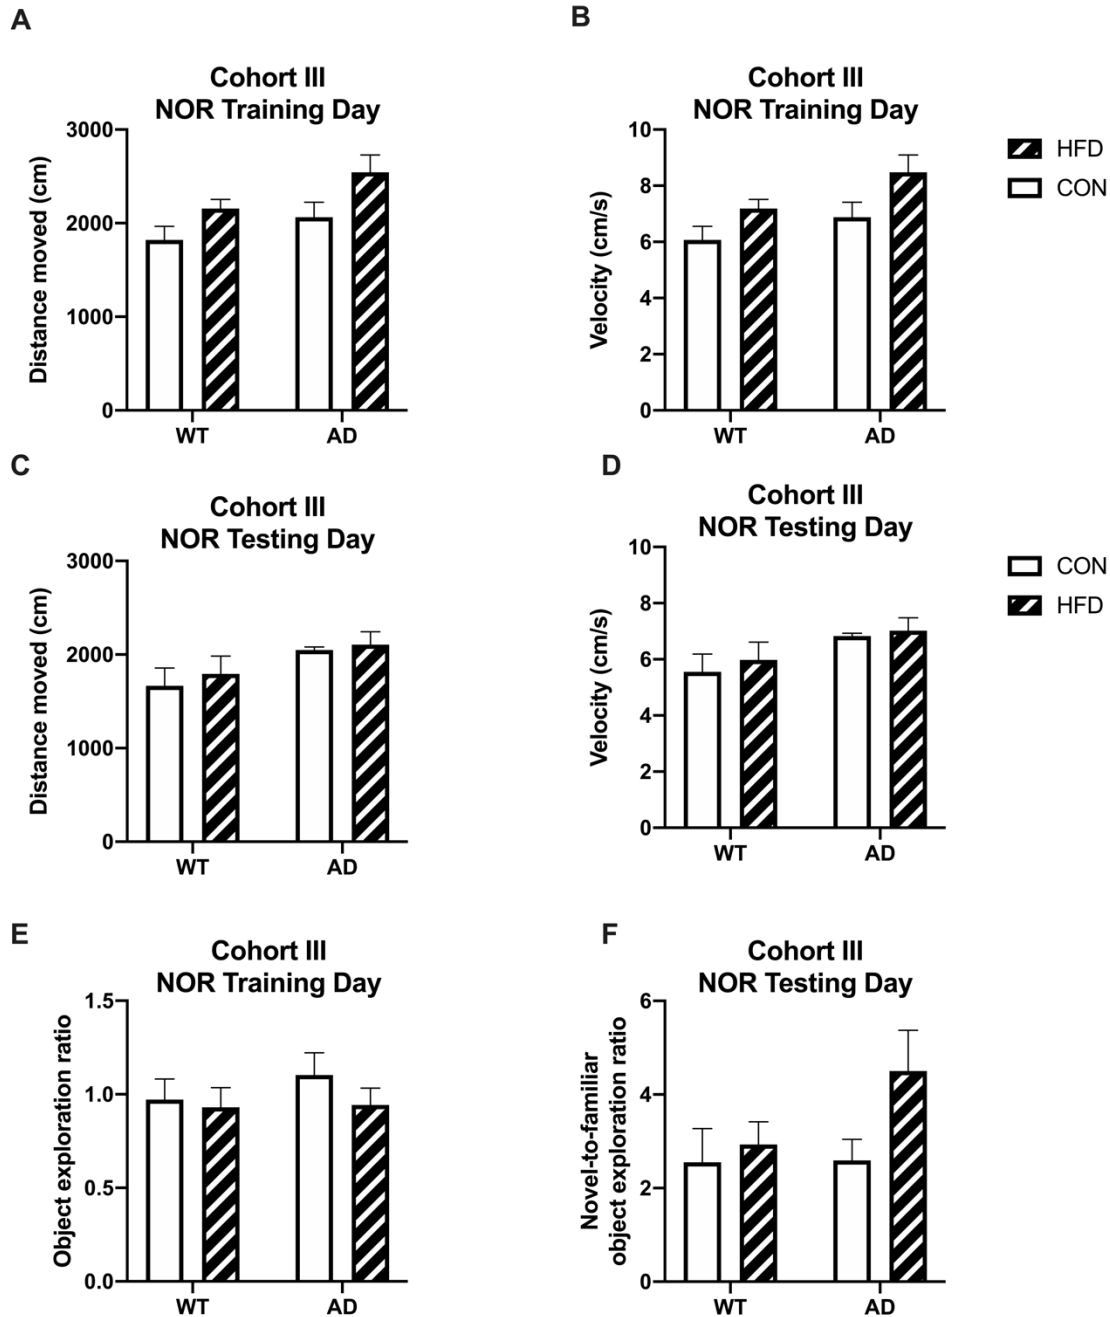 A
Cohort III
NOR Training Day
Distance moved (cm)
3000
2000
1000
0
WT
AD
B
Cohort III
NOR Training Day
Velocity (cm/s)
10
8
6
4
2
0
WT
AD
HFD
CON
C
Cohort III
NOR Testing Day
Distance moved (cm)
3000
2000
1000
0
WT
AD
D
Cohort III
NOR Testing Day
Velocity (cm/s)
10
8
6
4
2
0
WT
AD
CON
HFD
E
Cohort III
NOR Training Day
Object exploration ratio
1.5
1.0
0.5
0.0
WT
AD
F
Cohort III
NOR Testing Day
Novel-to-familiar
object exploration ratio
6
4
2
0
WT
AD